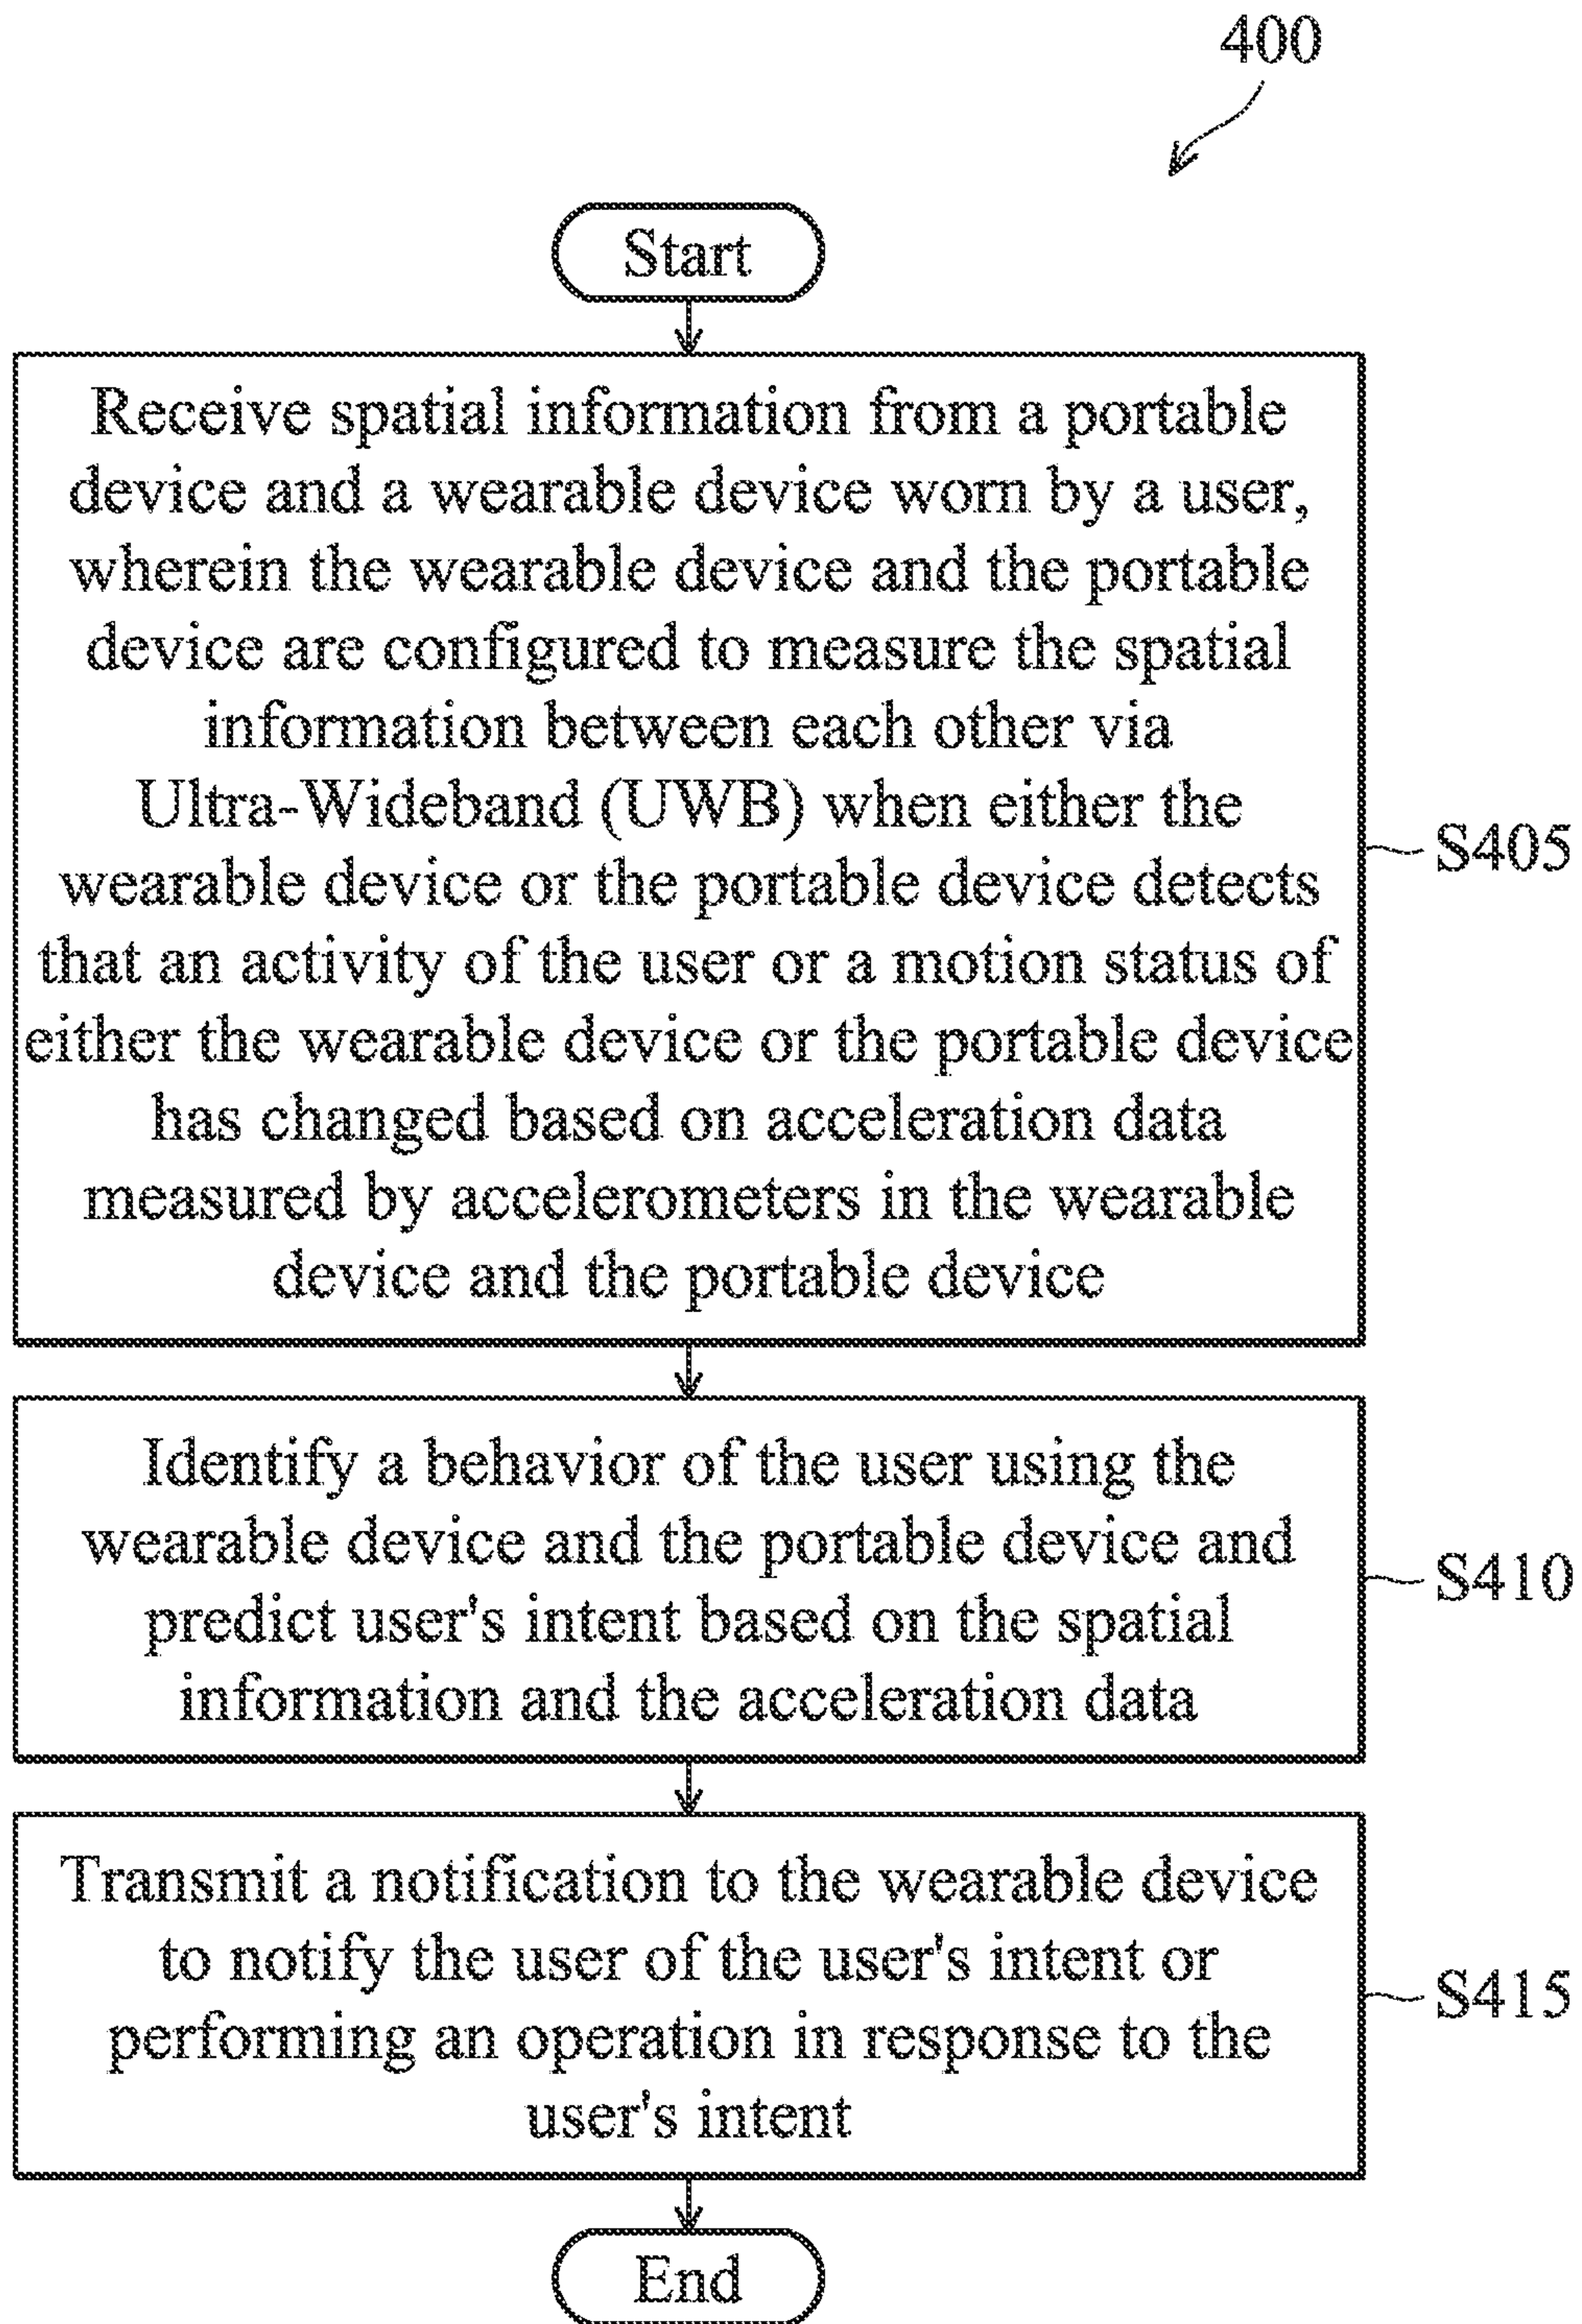 400
Start
Receive spatial information from a portable
device and a wearable device worn by a user,
wherein the wearable device and the portable
device are configured to measure the spatial
information between each other via
Ultra-Wideband (UWB) when either the
wearable device or the portable device detects
that an activity of the user or a motion status of
either the wearable device or the portable device
has changed based on acceleration data
measured by accelerometers in the wearable
device and the portable device
S405
Identify a behavior of the user using the
wearable device and the portable device and
predict user's intent based on the spatial
information and the acceleration data
S410
Transmit a notification to the wearable device
to notify the user of the user's intent or
performing an operation in response to the
user's intent
S415
End